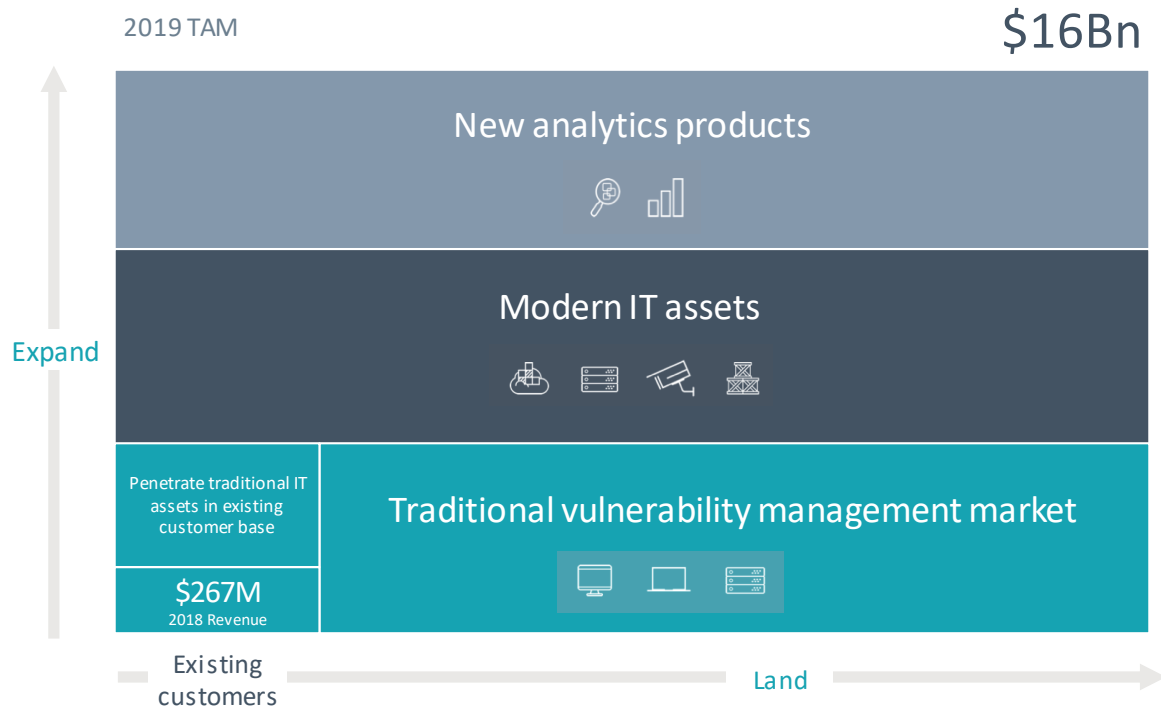 2019 TAM
$16Bn
New analytics products
Modern IT assets
Expand
Penetrate traditional IT
assets in existing
customer base
Traditional vulnerability management market
$267M
2018 Revenue
Existing
customers
Land